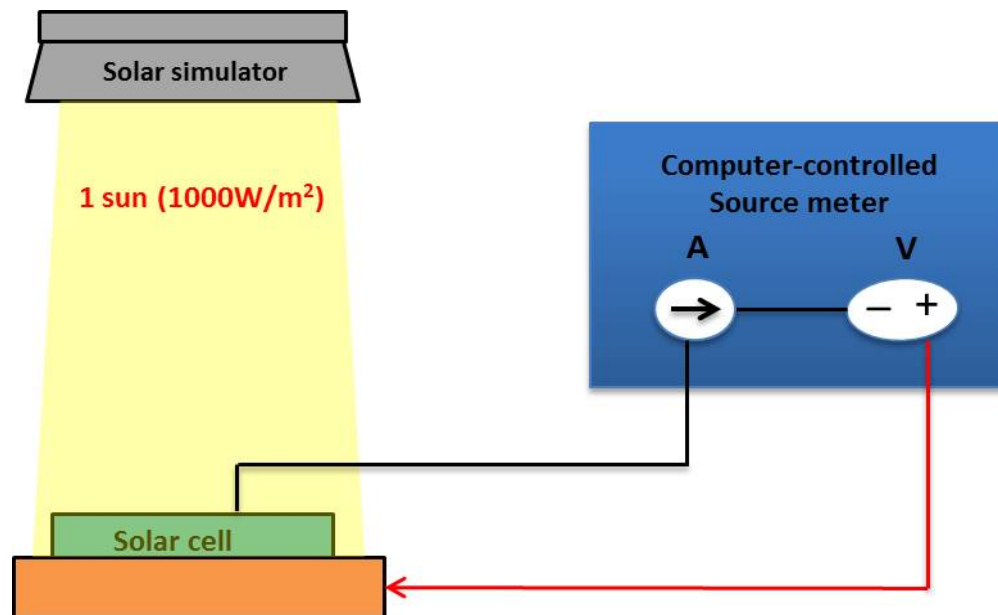 Solar simulator
1 sun (1000W/m²)
Computer-controlled
Source meter
A V
− +
Solar cell